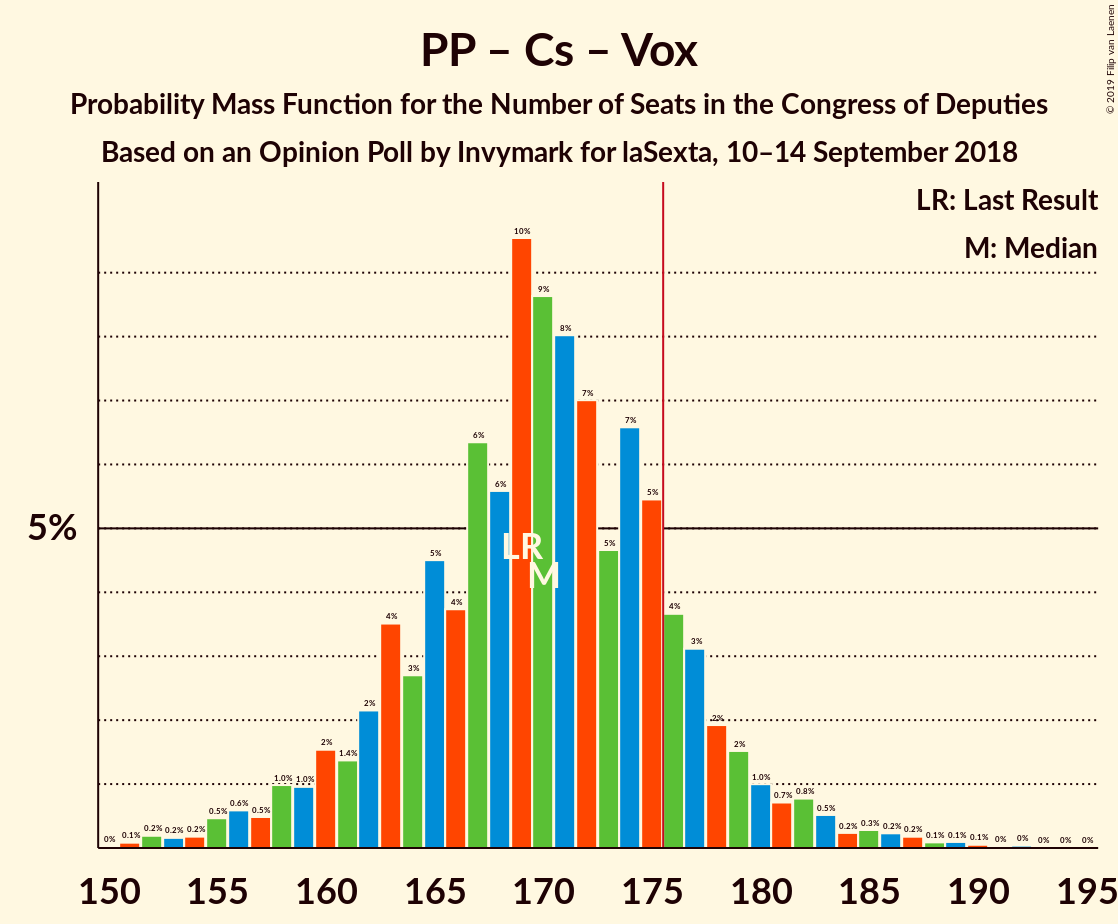 PP – Cs – Vox
Probability Mass Function for the Number of Seats in the Congress of Deputies
Based on an Opinion Poll by Invymark for laSexta, 10–14 September 2018
© 2019 Filip van Laenen
LR: Last Result
M: Median
5%
0% 0.1% 0.2% 0.2% 0.2% 0.5% 0.6% 0.5% 1.0% 1.0% 2% 1.4% 2% 4% 3% 5% 4% 6% 6% 10% 9% 8% 7% 5% 7% 5% 4% 3% 2% 2% 1.0% 0.7% 0.8% 0.5% 0.2% 0.3% 0.2% 0.2% 0.1% 0.1% 0.1% 0% 0% 0% 0% 0%
LR
M
150 155 160 165 170 175 180 185 190 195